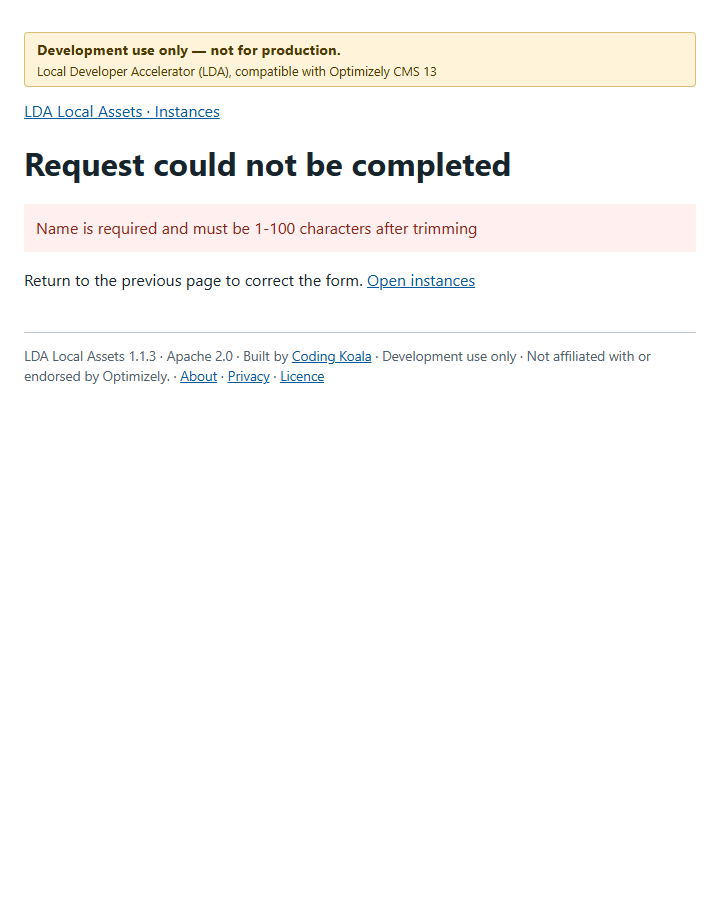 Development use only — not for production.
Local Developer Accelerator (LDA), compatible with Optimizely CMS 13
LDA Local Assets · Instances
Request could not be completed
Name is required and must be 1-100 characters after trimming
Return to the previous page to correct the form. Open instances
LDA Local Assets 1.1.3 · Apache 2.0 · Built by Coding Koala · Development use only · Not affiliated with or
endorsed by Optimizely. · About · Privacy · Licence